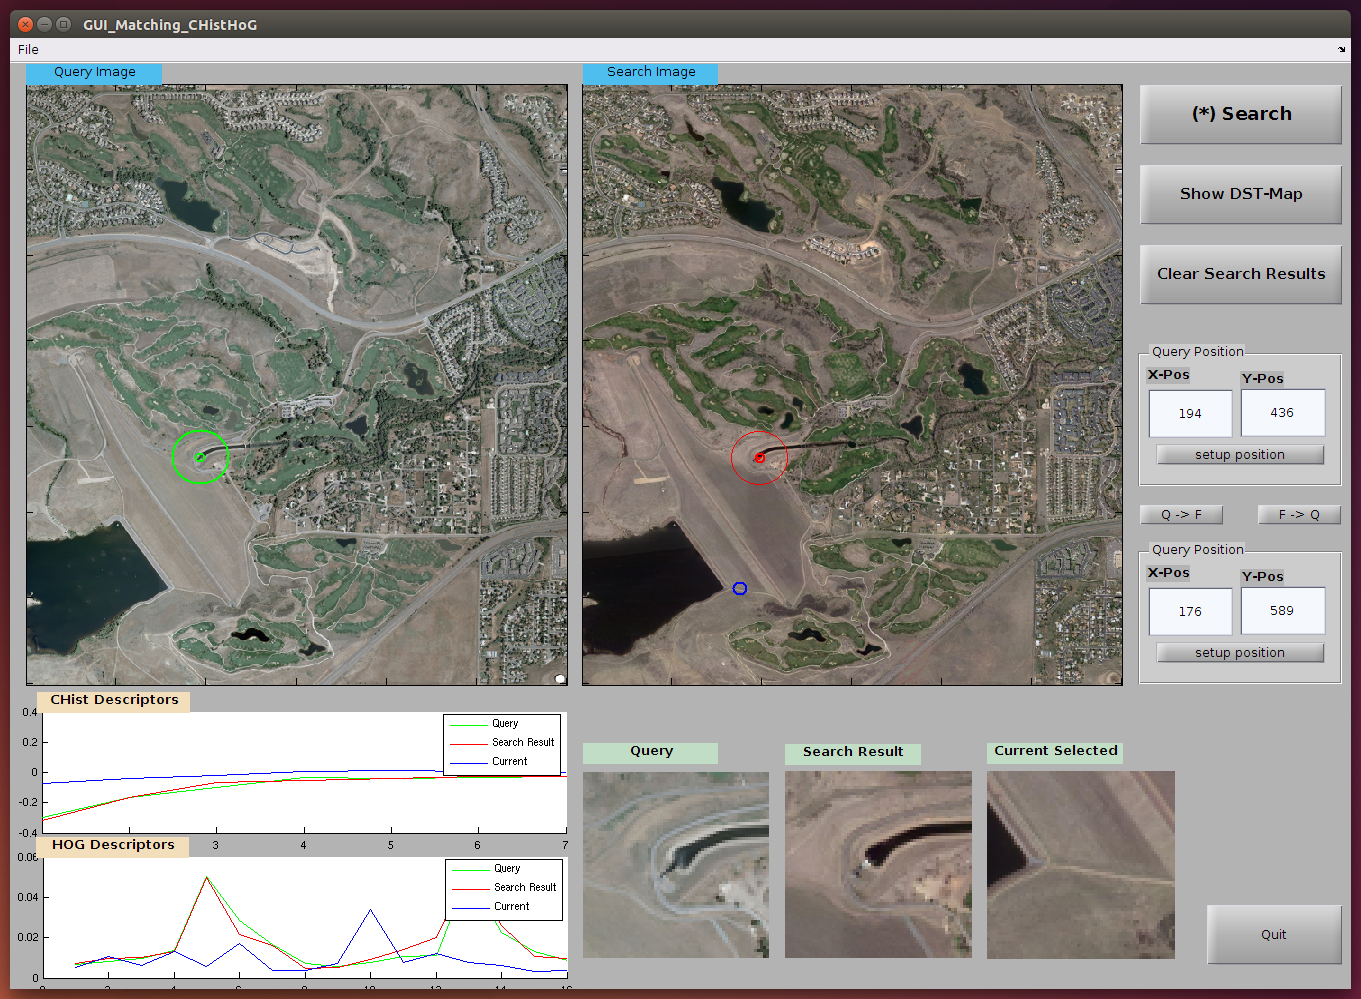 GUI_Matching_CHistHoG
File
Query Image
Search Image
(*) Search
Show DST-Map
Clear Search Results
Query Position
X-Pos
Y-Pos
194
436
setup position
Q -> F
F -> Q
Query Position
X-Pos
Y-Pos
176
589
setup position
CHist Descriptors
0.4
0.2
0
-0.2
-0.4
Query
Search Result
Current
3
4
5
6
7
HOG Descriptors
0.06
0.04
0.02
0
Query
Search Result
Current
Query
Search Result
Current Selected
Quit